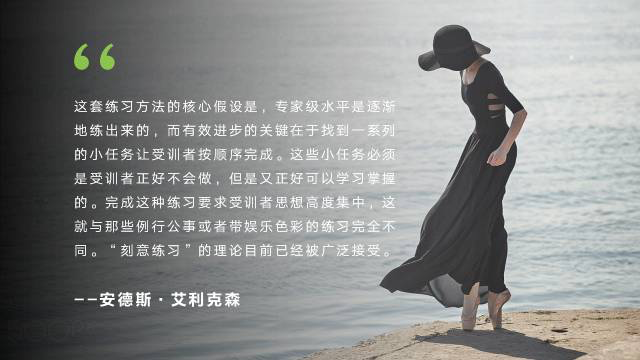 “
这套练习方法的核心假设是，专家级水平是逐渐
地练出来的，而有效进步的关键在于找到一系列
的小任务让受训者按顺序完成。这些小任务必须
是受训者正好不会做，但是又正好可以学习掌握
的。完成这种练习要求受训者思想高度集中，这
就与那些例行公事或者带娱乐色彩的练习完全不
同。“刻意练习”的理论目前已经被广泛接受。
——安德斯·艾利克森